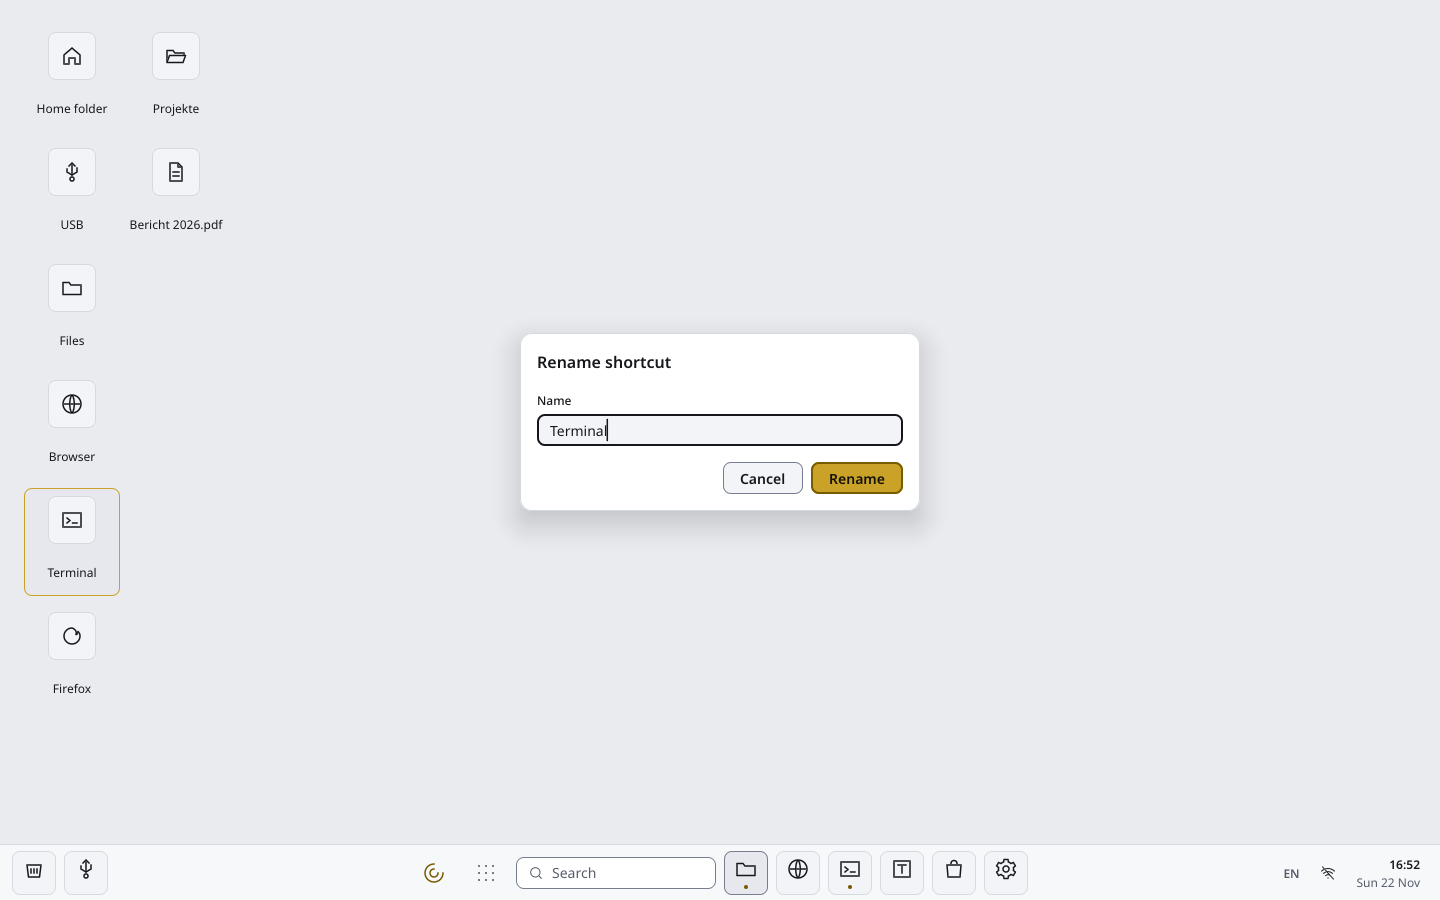 Home folder
Projekte
USB
Bericht 2026.pdf
Files
Browser
Terminal
Firefox
Rename shortcut
Name
Terminal
Cancel
Rename
Search
EN
16:52
Sun 22 Nov